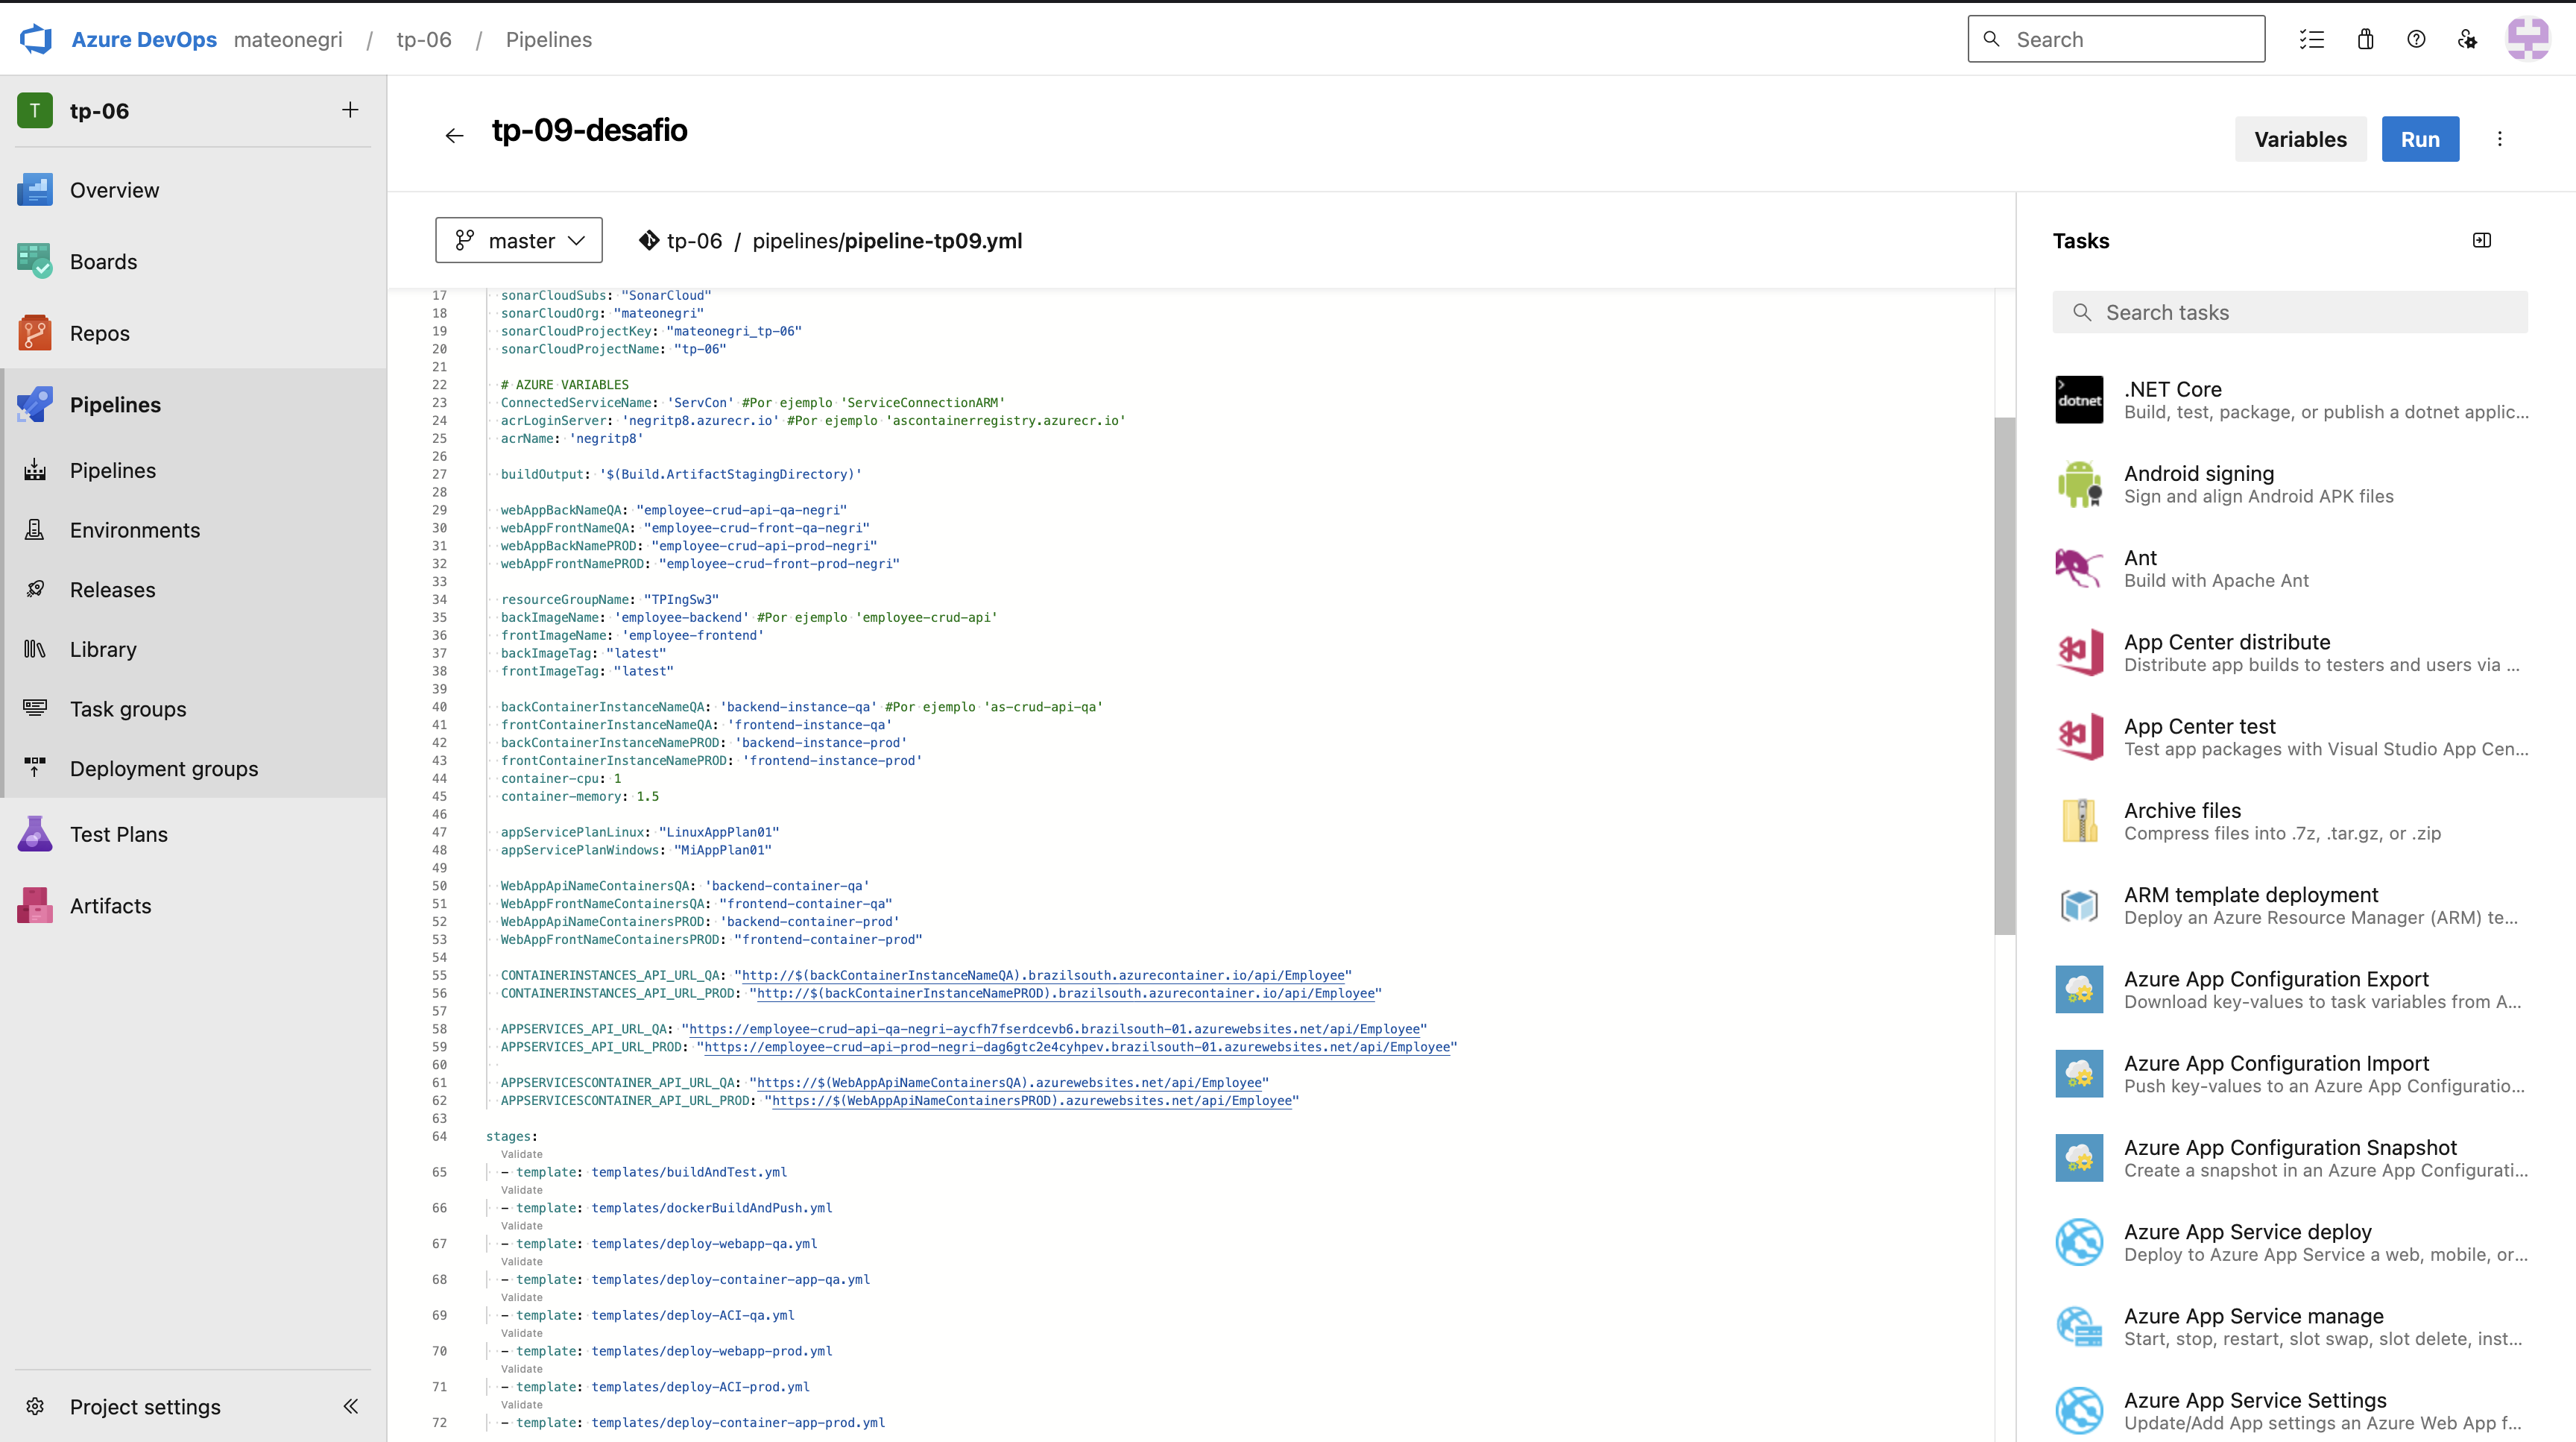 Azure DevOps mateonegri / tp-06 / Pipelines
Search
T tp-06
Overview
Boards
Repos
Pipelines
Pipelines
Environments
Releases
Library
Task groups
Deployment groups
Test Plans
Artifacts
Project settings
tp-09-desafio
Variables
Run
master
tp-06 / pipelines/pipeline-tp09.yml
17 sonarCloudSubs: "SonarCloud"
18 sonarCloudOrg: "mateonegri"
19 sonarCloudProjectKey: "mateonegri_tp-06"
20 sonarCloudProjectName: "tp-06"
21
22 # AZURE VARIABLES
23 ConnectedServiceName: 'ServCon' #Por ejemplo 'ServiceConnectionARM'
24 acrLoginServer: 'negritp8.azurecr.io' #Por ejemplo 'ascontainerregistry.azurecr.io'
25 acrName: 'negritp8'
26
27 buildOutput: '$(Build.ArtifactStagingDirectory)'
28
29 webAppBackNameQA: "employee-crud-api-qa-negri"
30 webAppFrontNameQA: "employee-crud-front-qa-negri"
31 webAppBackNamePROD: "employee-crud-api-prod-negri"
32 webAppFrontNamePROD: "employee-crud-front-prod-negri"
33
34 resourceGroupName: "TPIngSw3"
35 backImageName: 'employee-backend' #Por ejemplo 'employee-crud-api'
36 frontImageName: 'employee-frontend'
37 backImageTag: "latest"
38 frontImageTag: "latest"
39
40 backContainerInstanceNameQA: 'backend-instance-qa' #Por ejemplo 'as-crud-api-qa'
41 frontContainerInstanceNameQA: 'frontend-instance-qa'
42 backContainerInstanceNamePROD: 'backend-instance-prod'
43 frontContainerInstanceNamePROD: 'frontend-instance-prod'
44 container-cpu: 1
45 container-memory: 1.5
46
47 appServicePlanLinux: "LinuxAppPlan01"
48 appServicePlanWindows: "MiAppPlan01"
49
50 WebAppApiNameContainersQA: 'backend-container-qa'
51 WebAppFrontNameContainersQA: "frontend-container-qa"
52 WebAppApiNameContainersPROD: 'backend-container-prod'
53 WebAppFrontNameContainersPROD: "frontend-container-prod"
54
55 CONTAINERINSTANCES_API_URL_QA: "http://$(backContainerInstanceNameQA).brazilsouth.azurecontainer.io/api/Employee"
56 CONTAINERINSTANCES_API_URL_PROD: "http://$(backContainerInstanceNamePROD).brazilsouth.azurecontainer.io/api/Employee"
57
58 APPSERVICES_API_URL_QA: "https://employee-crud-api-qa-negri-aycfh7fserdcevb6.brazilsouth-01.azurewebsites.net/api/Employee"
59 APPSERVICES_API_URL_PROD: "https://employee-crud-api-prod-negri-dag6gtc2e4cyhpev.brazilsouth-01.azurewebsites.net/api/Employee"
60
61 APPSERVICESCONTAINER_API_URL_QA: "https://$(WebAppApiNameContainersQA).azurewebsites.net/api/Employee"
62 APPSERVICESCONTAINER_API_URL_PROD: "https://$(WebAppApiNameContainersPROD).azurewebsites.net/api/Employee"
63
64 stages:
Validate
65 - template: templates/buildAndTest.yml
Validate
66 - template: templates/dockerBuildAndPush.yml
Validate
67 - template: templates/deploy-webapp-qa.yml
Validate
68 - template: templates/deploy-container-app-qa.yml
Validate
69 - template: templates/deploy-ACI-qa.yml
Validate
70 - template: templates/deploy-webapp-prod.yml
Validate
71 - template: templates/deploy-ACI-prod.yml
Validate
72 - template: templates/deploy-container-app-prod.yml
Tasks
Search tasks
dotnet
.NET Core
Build, test, package, or publish a dotnet applic...
Android signing
Sign and align Android APK files
Ant
Build with Apache Ant
App Center distribute
Distribute app builds to testers and users via ...
App Center test
Test app packages with Visual Studio App Cen...
Archive files
Compress files into .7z, .tar.gz, or .zip
ARM template deployment
Deploy an Azure Resource Manager (ARM) te...
Azure App Configuration Export
Download key-values to task variables from A...
Azure App Configuration Import
Push key-values to an Azure App Configuratio...
Azure App Configuration Snapshot
Create a snapshot in an Azure App Configurati...
Azure App Service deploy
Deploy to Azure App Service a web, mobile, or...
Azure App Service manage
Start, stop, restart, slot swap, slot delete, inst...
Azure App Service Settings
Update/Add App settings an Azure Web App f...